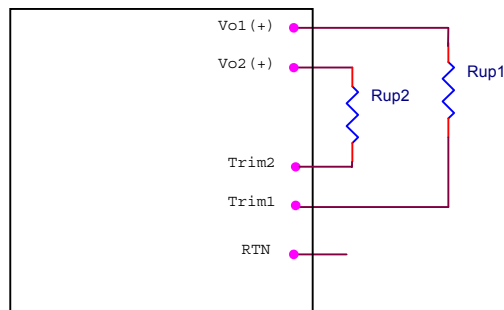 Vo1(+)
Vo2(+)
Rup2
Rup1
Trim2
Trim1
RTN